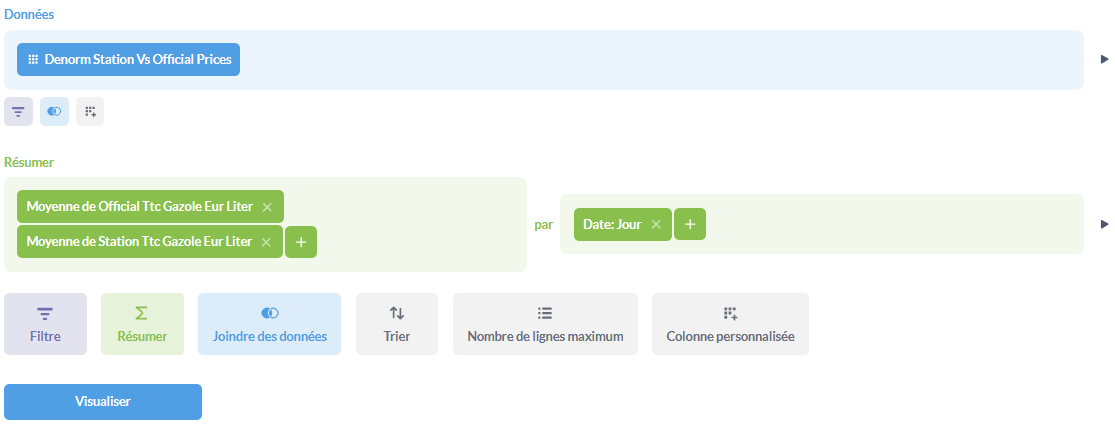 Données
Denorm Station Vs Official Prices
Résumer
Moyenne de Official Ttc Gazole Eur Liter
Moyenne de Station Ttc Gazole Eur Liter
par
Date: Jour
Filtre
Résumer
Joindre des données
Trier
Nombre de lignes maximum
Colonne personnalisée
Visualiser